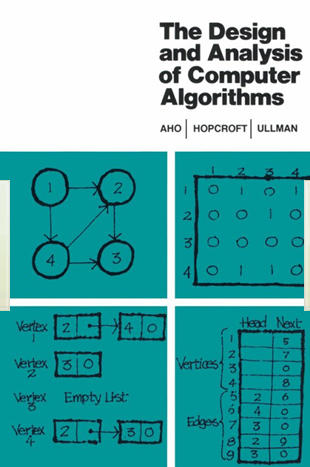 The Design
and Analysis
of Computer
Algorithms
AHO | HOPCROFT | ULLMAN
1 2
4 3
1 2 3 4
1 0 1 0 1
2 0 0 1 0
3 0 0 0 0
4 0 1 1 0
Vertex 1 2 4 0
Vertex 2 3 0
Vertex 3 Empty List
Vertex 4 2 3 0
Head Next
Vertices
1 5
2 7
3 0
4 8
Edges
5 2 6
6 4 0
7 3 0
8 2 9
9 3 0